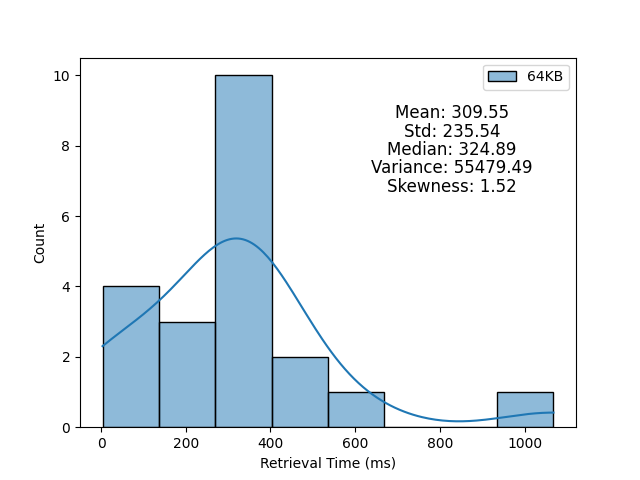 64KB
Mean: 309.55
Std: 235.54
Median: 324.89
Variance: 55479.49
Skewness: 1.52
10
8
6
4
2
0
Count
0 200 400 600 800 1000
Retrieval Time (ms)